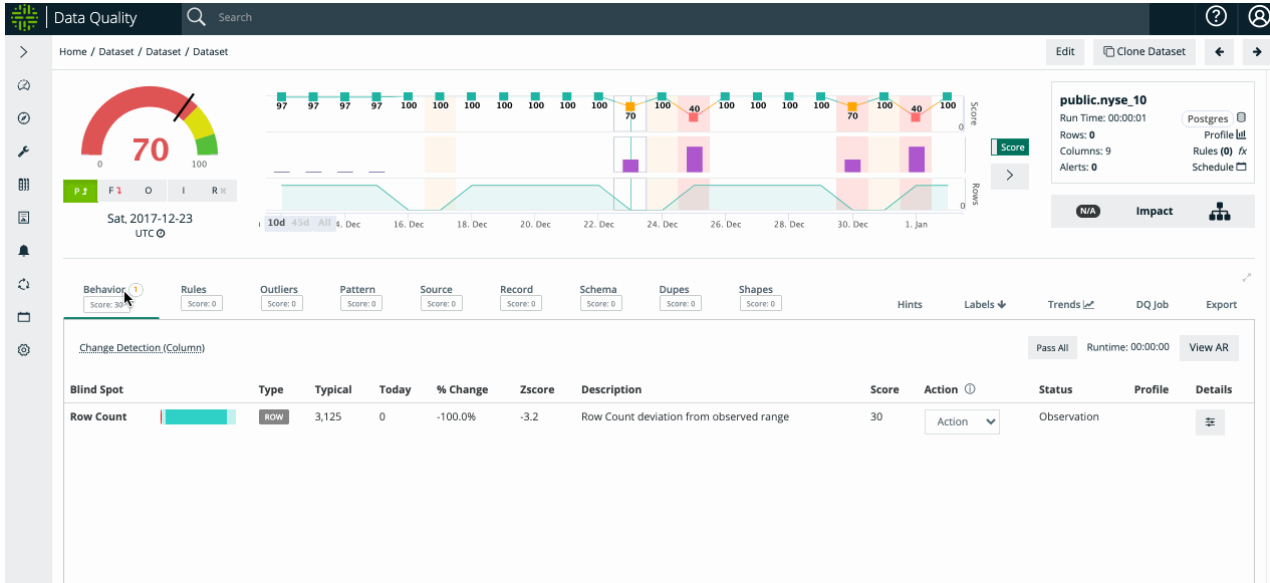 Data Quality
Search
Home / Dataset / Dataset / Dataset
Edit
Clone Dataset
70
0
100
P
F
O
I
R
Sat, 2017-12-23
UTC
97 97 97 97 100 100 100 100 100 100 100 70 100 40 100 100 100 100 70 100 40 100
Score
0
Rows
0
10d 45d All 4. Dec 16. Dec 18. Dec 20. Dec 22. Dec 24. Dec 26. Dec 28. Dec 30. Dec 1. Jan
Score
public.nyse_10
Run Time: 00:00:01 Postgres
Rows: 0 Profile
Columns: 9 Rules (0) fx
Alerts: 0 Schedule
N/A Impact
Behavior 1 Rules Outliers Pattern Source Record Schema Dupes Shapes
Score: 30 Score: 0 Score: 0 Score: 0 Score: 0 Score: 0 Score: 0 Score: 0 Score: 0
Hints Labels Trends DQ Job Export
Change Detection (Column)
Pass All Runtime: 00:00:00 View AR
Blind Spot Type Typical Today % Change Zscore Description Score Action Status Profile Details
Row Count ROW 3,125 0 -100.0% -3.2 Row Count deviation from observed range 30 Action Observation